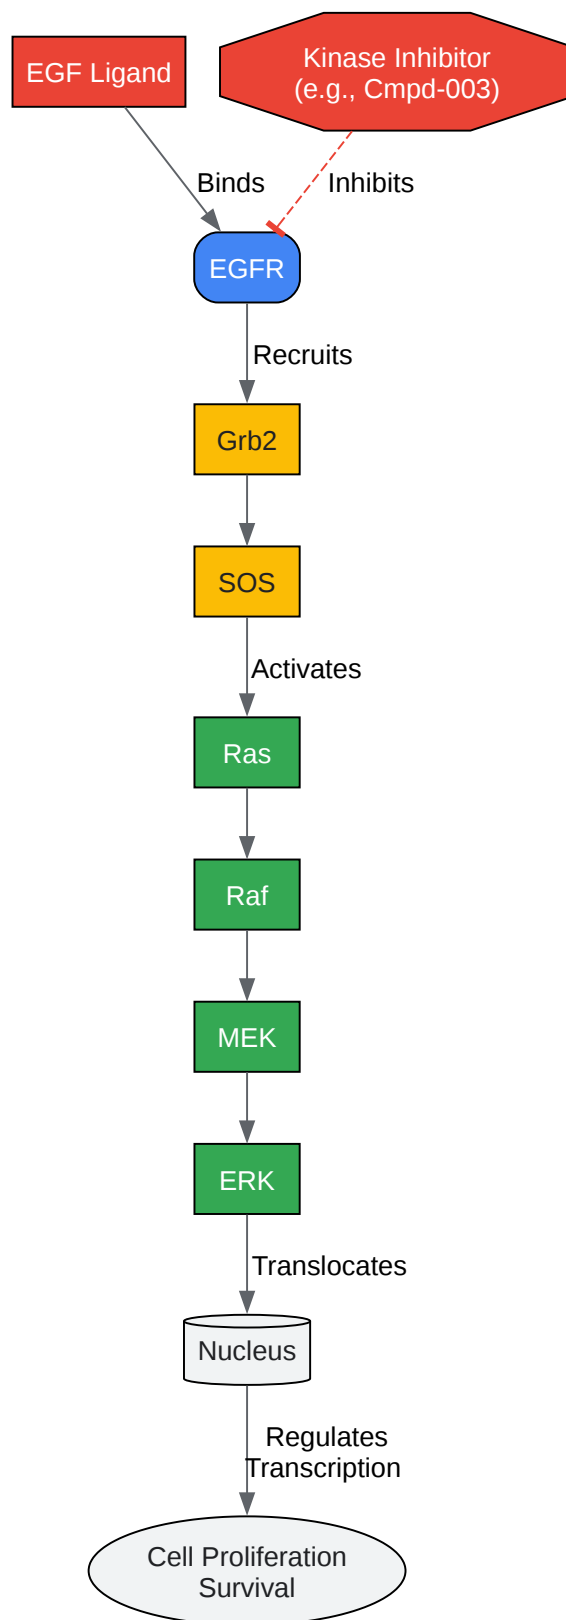 EGF Ligand
Kinase Inhibitor
(e.g., Cmpd-003)
Binds
Inhibits
EGFR
Recruits
Grb2
SOS
Activates
Ras
Raf
MEK
ERK
Translocates
Nucleus
Regulates
Transcription
Cell Proliferation
Survival